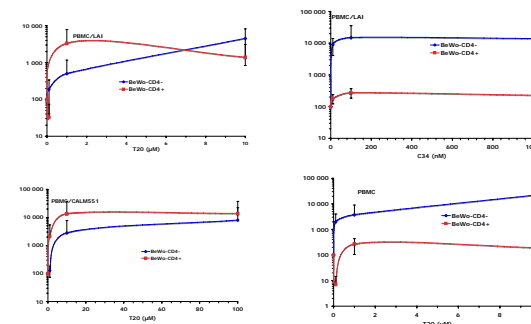 PBMC/LAI
10 000
1 000
100
10
BeWo-CD4-
BeWo-CD4+
0 2 4 6 8 10
T20 (µM)
PBMC/LAI
100 000
10 000
1 000
100
10
BeWo-CD4-
BeWo-CD4+
0 200 400 600 800
C34 (nM)
PBMC/CALM551
100 000
10 000
1 000
100
10
BeWo-CD4-
BeWo-CD4+
0 20 40 60 80 100
T20 (µM)
PBMC
100 000
10 000
1 000
100
10
1
BeWo-CD4-
BeWo-CD4+
0 2 4 6 8
T20 (µM)